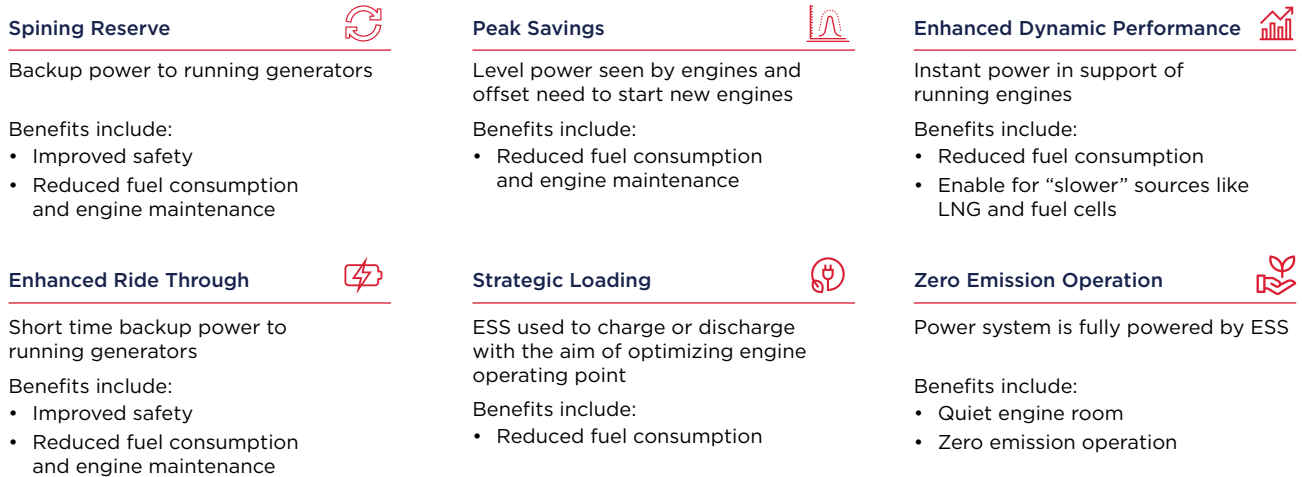 Spining Reserve
Backup power to running generators
Benefits include:
• Improved safety
• Reduced fuel consumption
and engine maintenance
Peak Savings
Level power seen by engines and
offset need to start new engines
Benefits include:
• Reduced fuel consumption
and engine maintenance
Enhanced Dynamic Performance
Instant power in support of
running engines
Benefits include:
• Reduced fuel consumption
• Enable for “slower” sources like
LNG and fuel cells
Enhanced Ride Through
Short time backup power to
running generators
Benefits include:
• Improved safety
• Reduced fuel consumption
and engine maintenance
Strategic Loading
ESS used to charge or discharge
with the aim of optimizing engine
operating point
Benefits include:
• Reduced fuel consumption
Zero Emission Operation
Power system is fully powered by ESS
Benefits include:
• Quiet engine room
• Zero emission operation